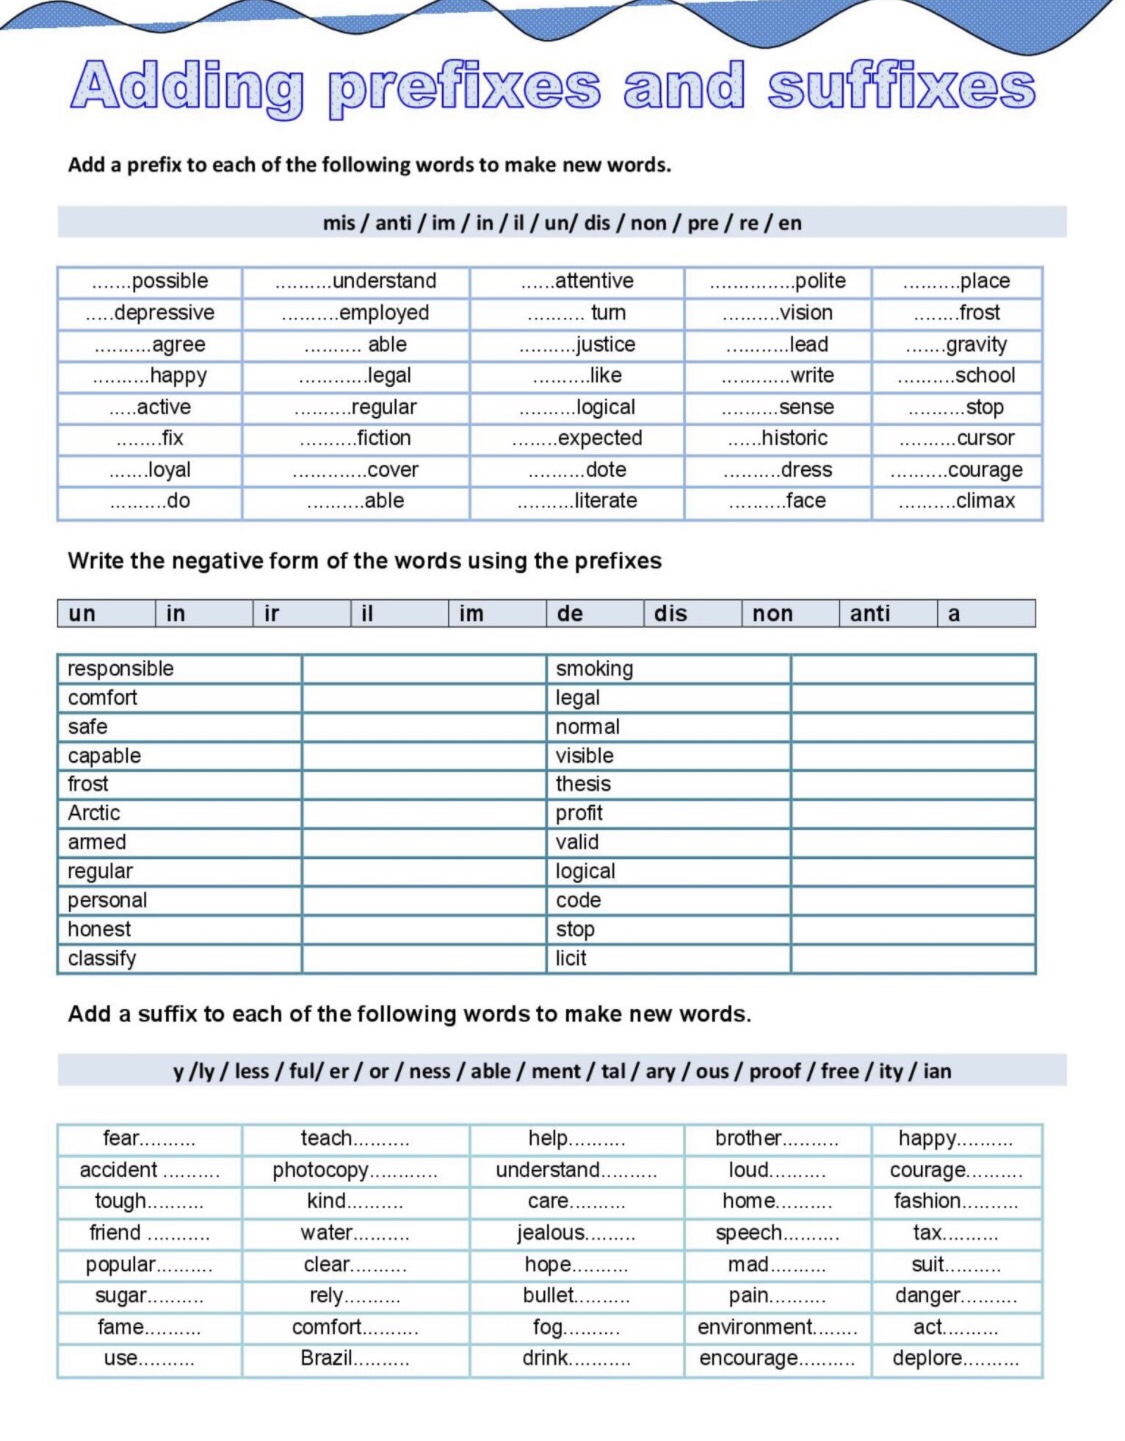 Adding prefixes and suffixes
Add a prefix to each of the following words to make new words.
mis / anti / im / in / il / un/ dis / non / pre / re / en
.......possible ..........understand ......attentive ...............polite ..........place
.....depressive ..........employed .......... turn ..........vision ........frost
..........agree .......... able ..........justice ...........lead .......gravity
..........happy ............legal ..........like ............write ..........school
.....active ..........regular ..........logical ..........sense ..........stop
........fix ..........fiction ........expected ......historic ..........cursor
.......loyal .............cover ..........dote ..........dress ..........courage
..........do ..........able ..........literate ..........face ..........climax
Write the negative form of the words using the prefixes
un in ir il im de dis non anti a
responsible smoking
comfort legal
safe normal
capable visible
frost thesis
Arctic profit
armed valid
regular logical
personal code
honest stop
classify licit
Add a suffix to each of the following words to make new words.
y /ly / less / ful/ er / or / ness / able / ment / tal / ary / ous / proof / free / ity / ian
fear.......... teach.......... help.......... brother.......... happy..........
accident .......... photocopy............ understand.......... loud.......... courage..........
tough.......... kind.......... care.......... home.......... fashion..........
friend ........... water.......... jealous......... speech.......... tax..........
popular.......... clear.......... hope.......... mad.......... suit..........
sugar.......... rely.......... bullet.......... pain.......... danger..........
fame.......... comfort.......... fog.......... environment........ act..........
use.......... Brazil.......... drink........... encourage.......... deplore..........